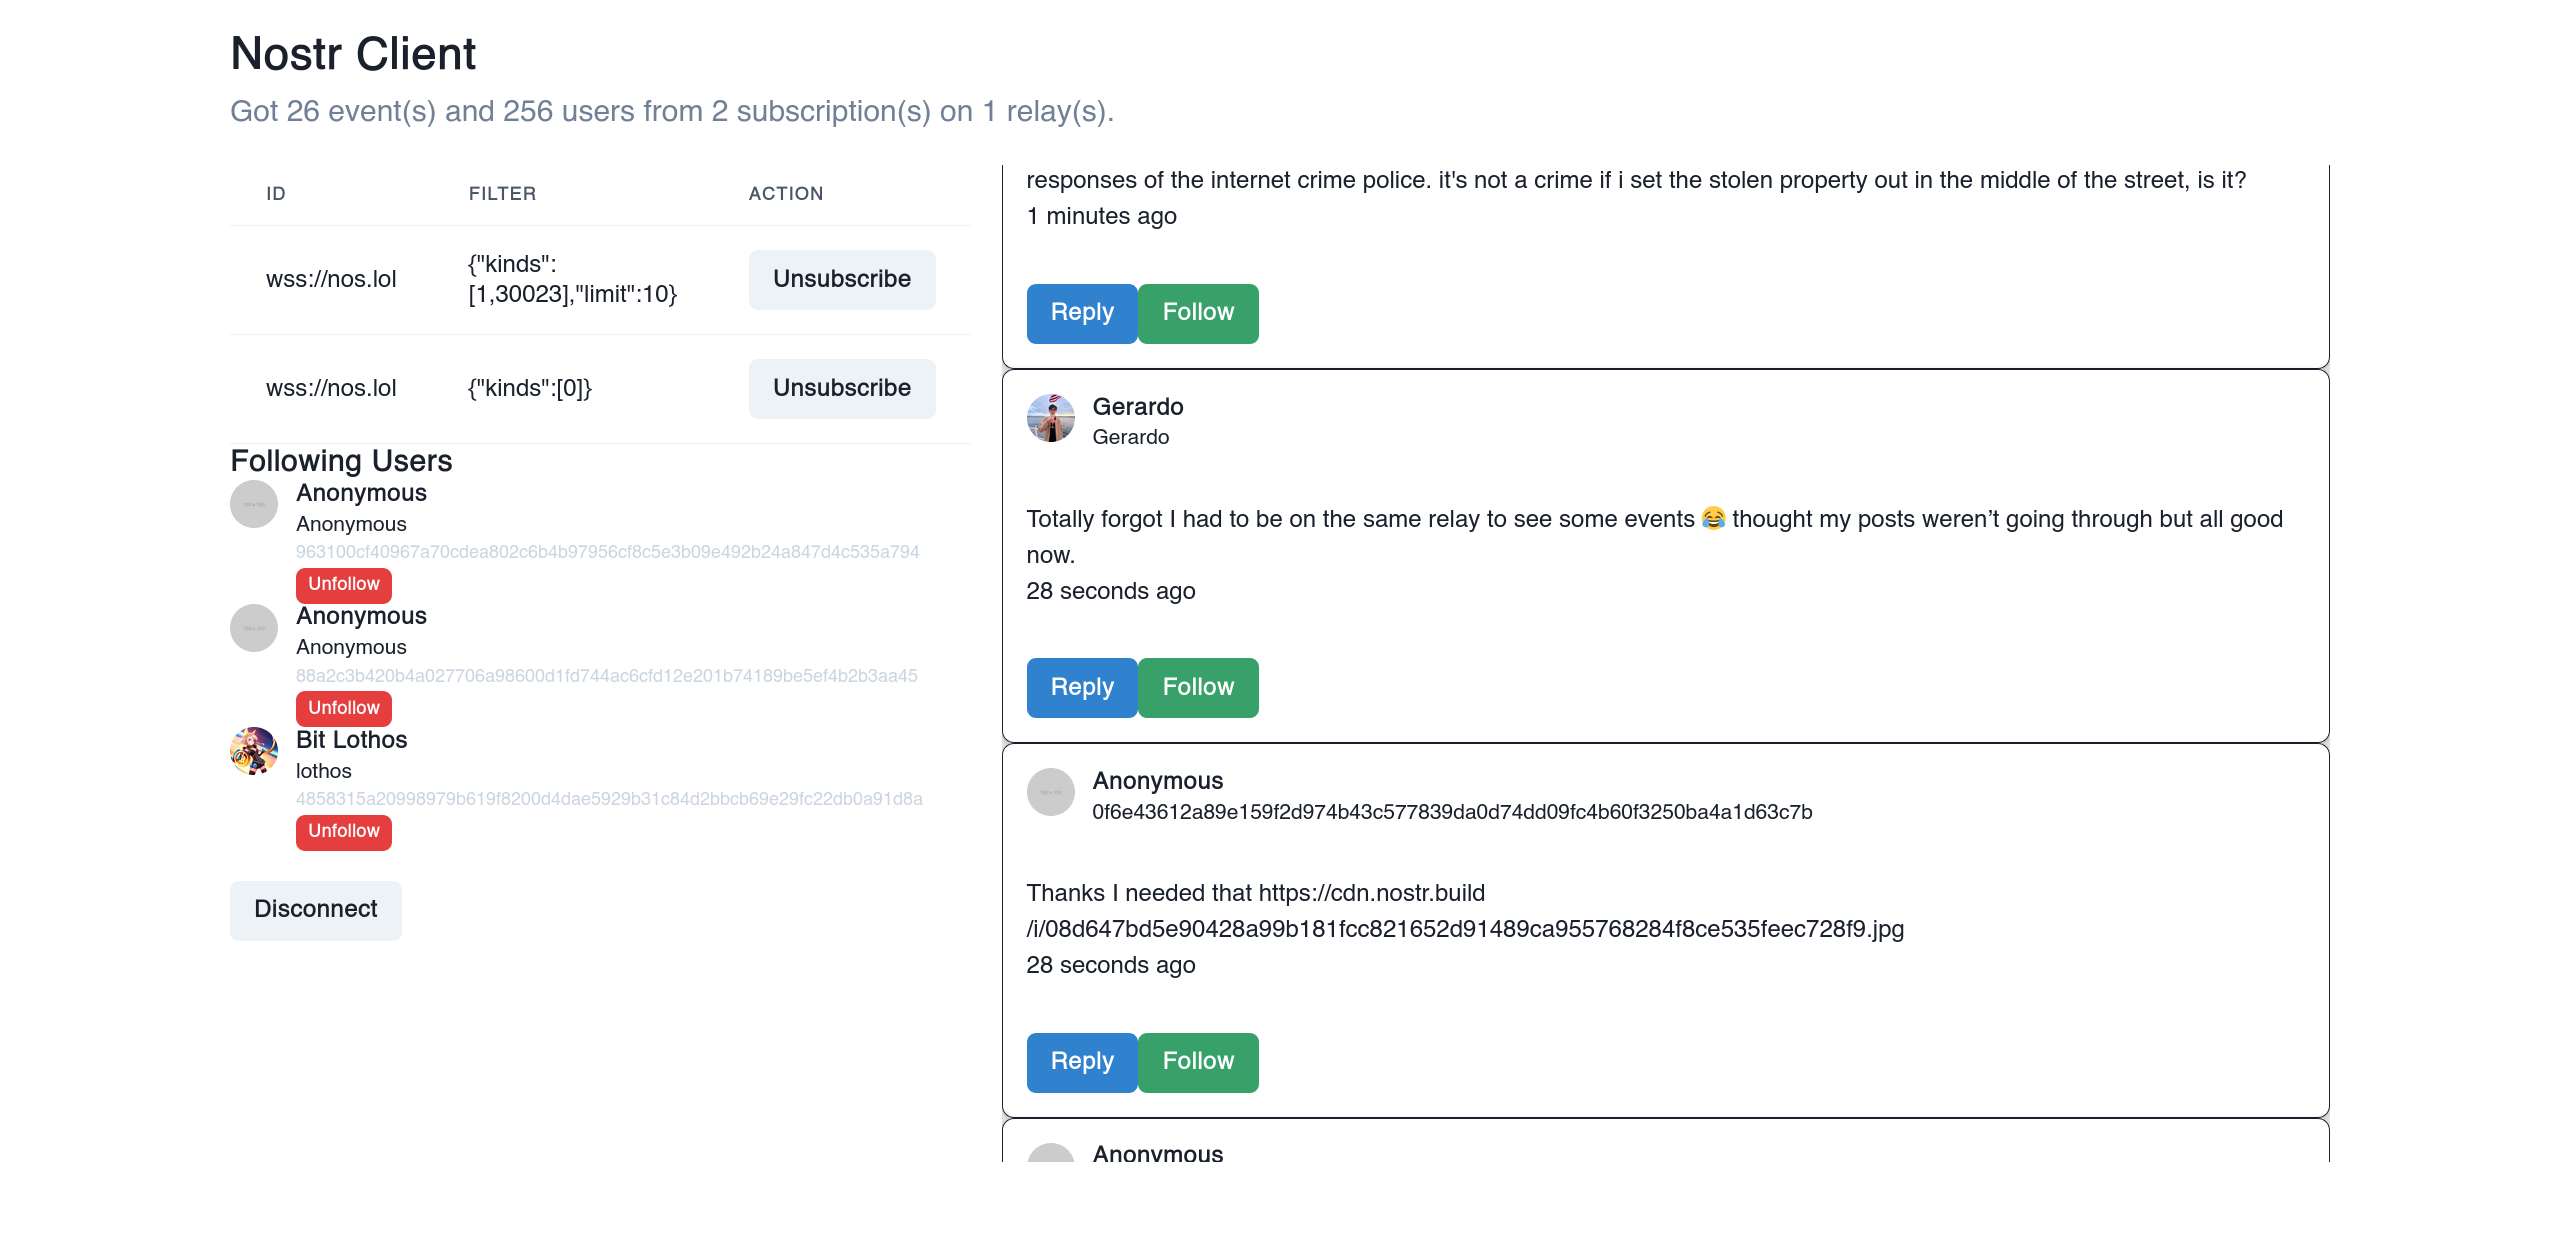 Nostr Client
Got 26 event(s) and 256 users from 2 subscription(s) on 1 relay(s).
ID FILTER ACTION
wss://nos.lol {"kinds":
[1,30023],"limit":10} Unsubscribe
wss://nos.lol {"kinds":[0]} Unsubscribe
Following Users
Anonymous
Anonymous
963100cf40967a70cdea802c6b4b97956cf8c5e3b09e492b24a847d4c535a794
Unfollow
Anonymous
Anonymous
88a2c3b420b4a027706a98600d1fd744ac6cfd12e201b74189be5ef4b2b3aa45
Unfollow
Bit Lothos
lothos
4858315a20998979b619f8200d4dae5929b31c84d2bbcb69e29fc22db0a91d8a
Unfollow
Disconnect
responses of the internet crime police. it's not a crime if i set the stolen property out in the middle of the street, is it?
1 minutes ago
Reply Follow
Gerardo
Gerardo
Totally forgot I had to be on the same relay to see some events 😂 thought my posts weren’t going through but all good
now.
28 seconds ago
Reply Follow
Anonymous
0f6e43612a89e159f2d974b43c577839da0d74dd09fc4b60f3250ba4a1d63c7b
Thanks I needed that https://cdn.nostr.build
/i/08d647bd5e90428a99b181fcc821652d91489ca955768284f8ce535feec728f9.jpg
28 seconds ago
Reply Follow
Anonymous